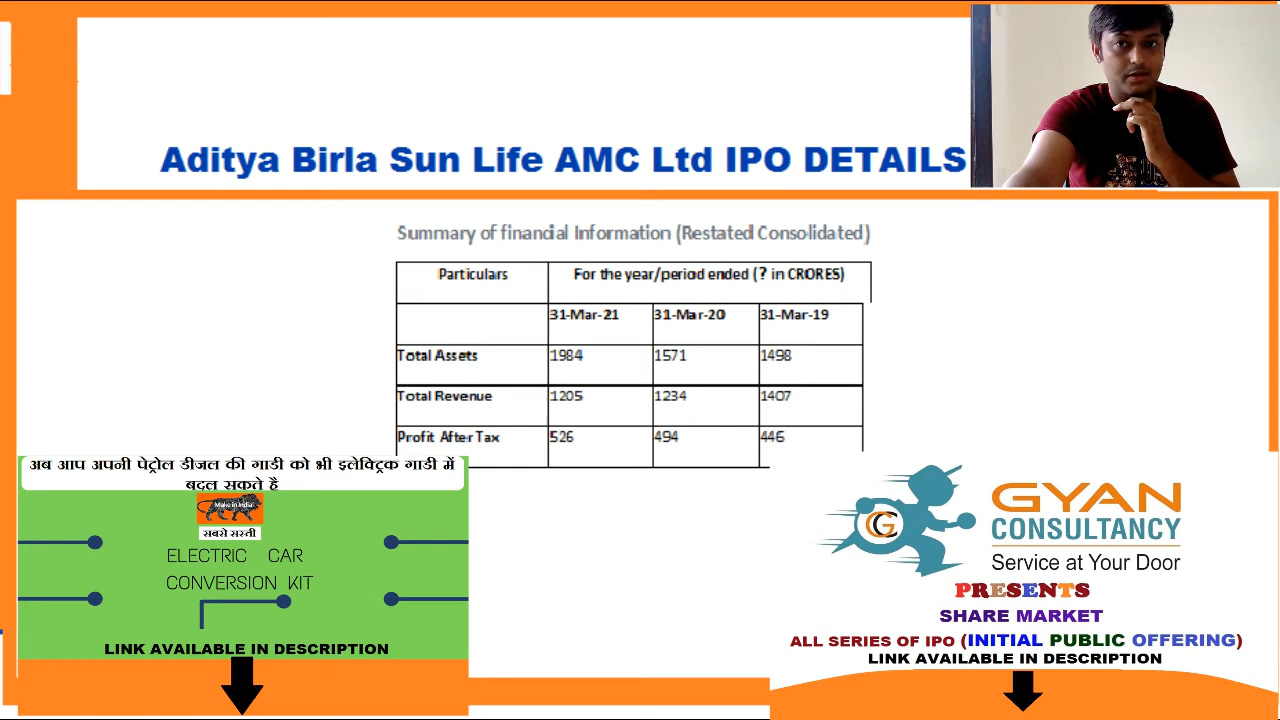 Aditya Birla Sun Life AMC Ltd IPO DETAILS
Summary of financial Information (Restated Consolidated)
Particulars For the year/period ended (? in CRORES)
31-Mar-21 31-Mar-20 31-Mar-19
Total Assets 1984 1571 1498
Total Revenue 1205 1234 1407
Profit After Tax 526 494 446
अब आप अपनी पेट्रोल डीजल की गाडी को भी इलेक्ट्रिक गाडी में
बदल सकते है
Make in India
सबसे सस्ती
ELECTRIC CAR
CONVERSION KIT
LINK AVAILABLE IN DESCRIPTION
GC
GYAN
CONSULTANCY
Service at Your Door
PRESENTS
SHARE MARKET
ALL SERIES OF IPO (INITIAL PUBLIC OFFERING)
LINK AVAILABLE IN DESCRIPTION